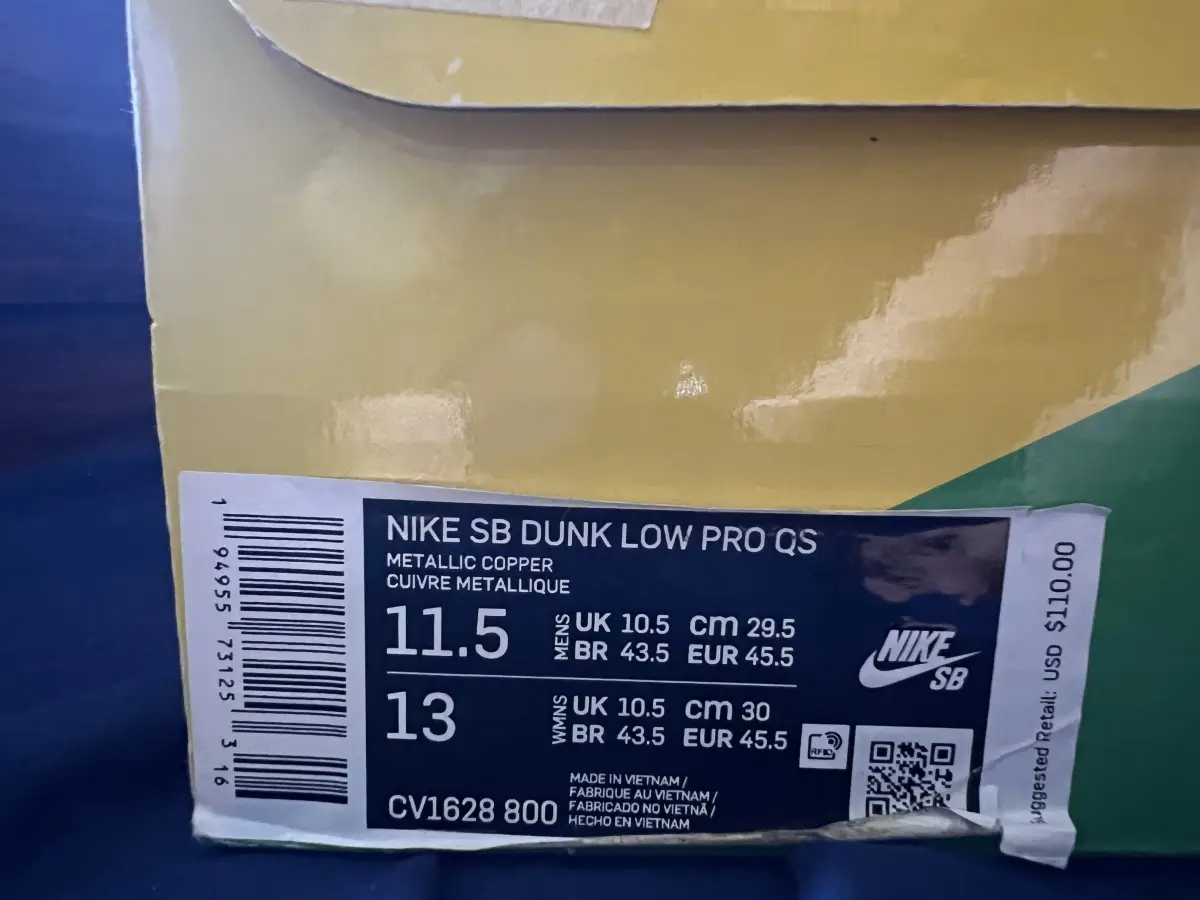 NIKE SB DUNK LOW PRO QS
METALLIC COPPER
CUIVRE METALLIQUE
11.5
MENS
UK 10.5 cm 29.5
BR 43.5 EUR 45.5
13
WMNS
UK 10.5 cm 30
BR 43.5 EUR 45.5
CV1628 800
MADE IN VIETNAM /
FABRIQUE AU VIETNAM /
FABRICADO NO VIETNÃ /
HECHO EN VIETNAM
NIKE
SB
RFID
1 94955 73125 3 16
Suggested Retail: USD $110.00